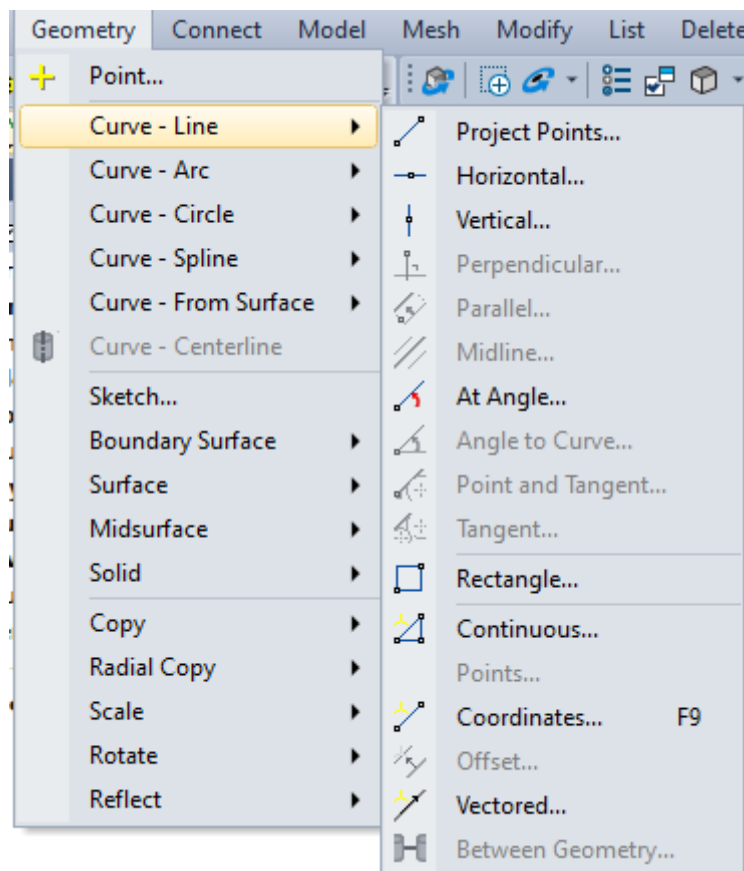 Geometry Connect Model Mesh Modify List Delete
Point...
Curve - Line
Curve - Arc
Curve - Circle
Curve - Spline
Curve - From Surface
Curve - Centerline
Sketch...
Boundary Surface
Surface
Midsurface
Solid
Copy
Radial Copy
Scale
Rotate
Reflect
Project Points...
Horizontal...
Vertical...
Perpendicular...
Parallel...
Midline...
At Angle...
Angle to Curve...
Point and Tangent...
Tangent...
Rectangle...
Continuous...
Points...
Coordinates... F9
Offset...
Vectored...
Between Geometry...